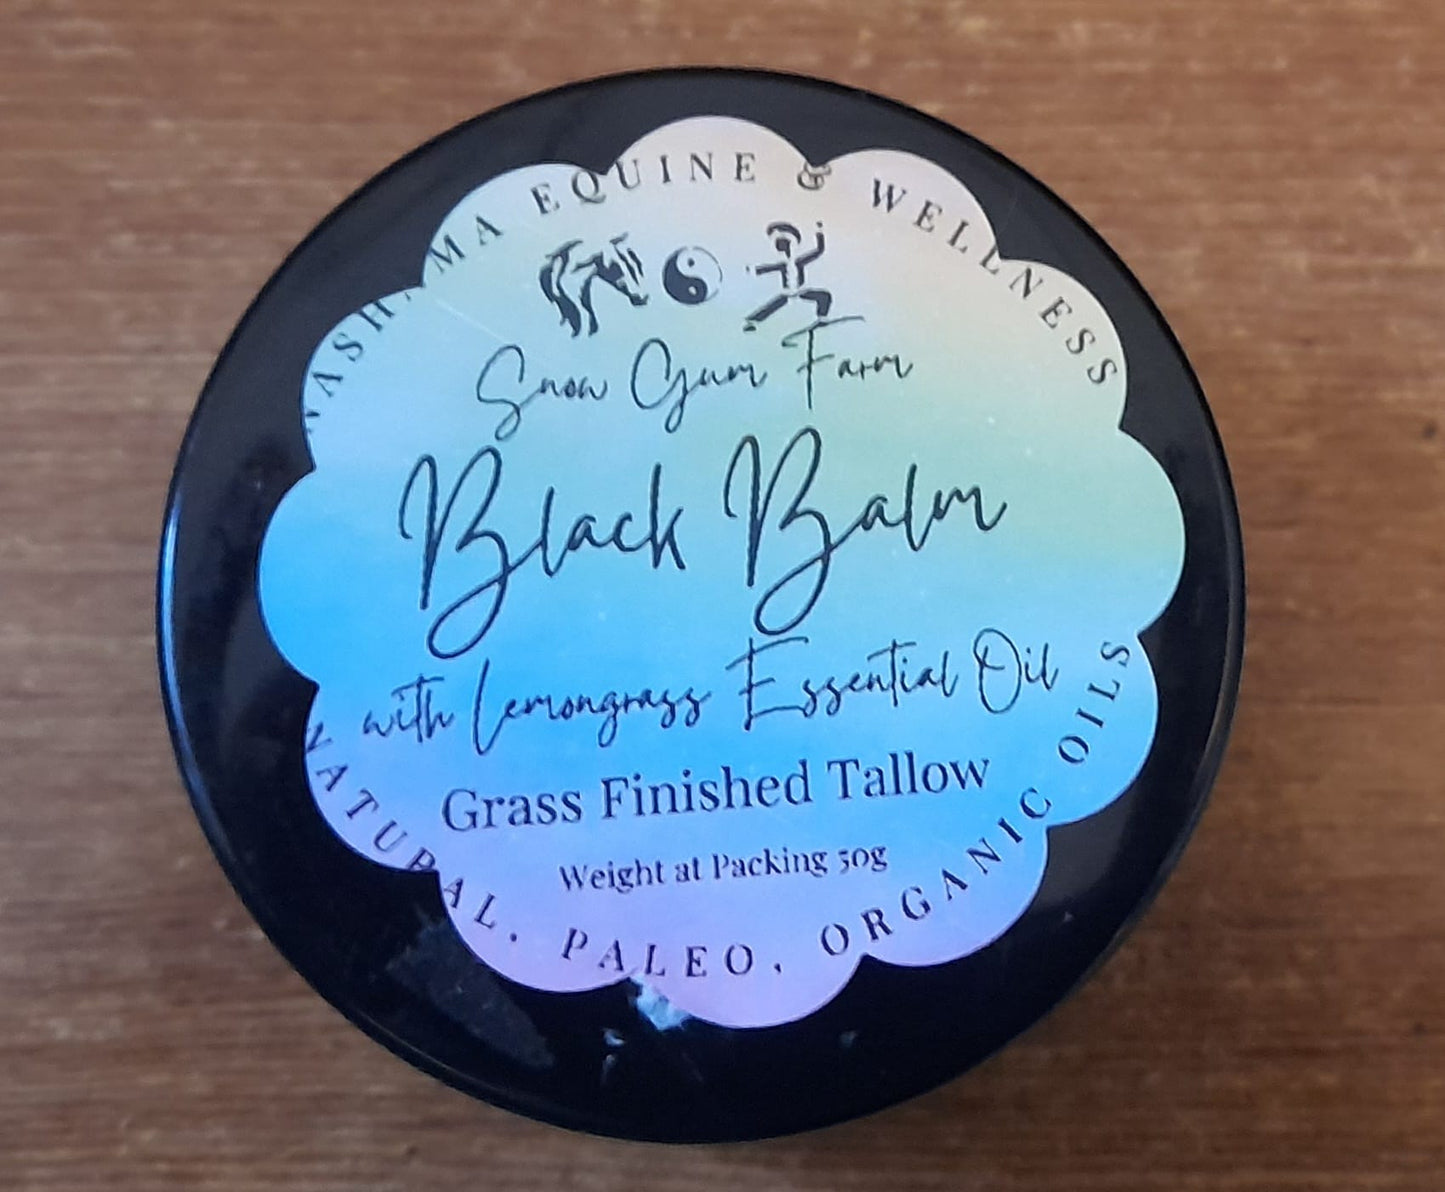 EQUINE & WELLNESS
Snow Gum Farm
Black Balm
with Lemongrass Essential Oil
Grass Finished Tallow
Weight at Packing 50g
NATURAL. PALEO. ORGANIC OILS